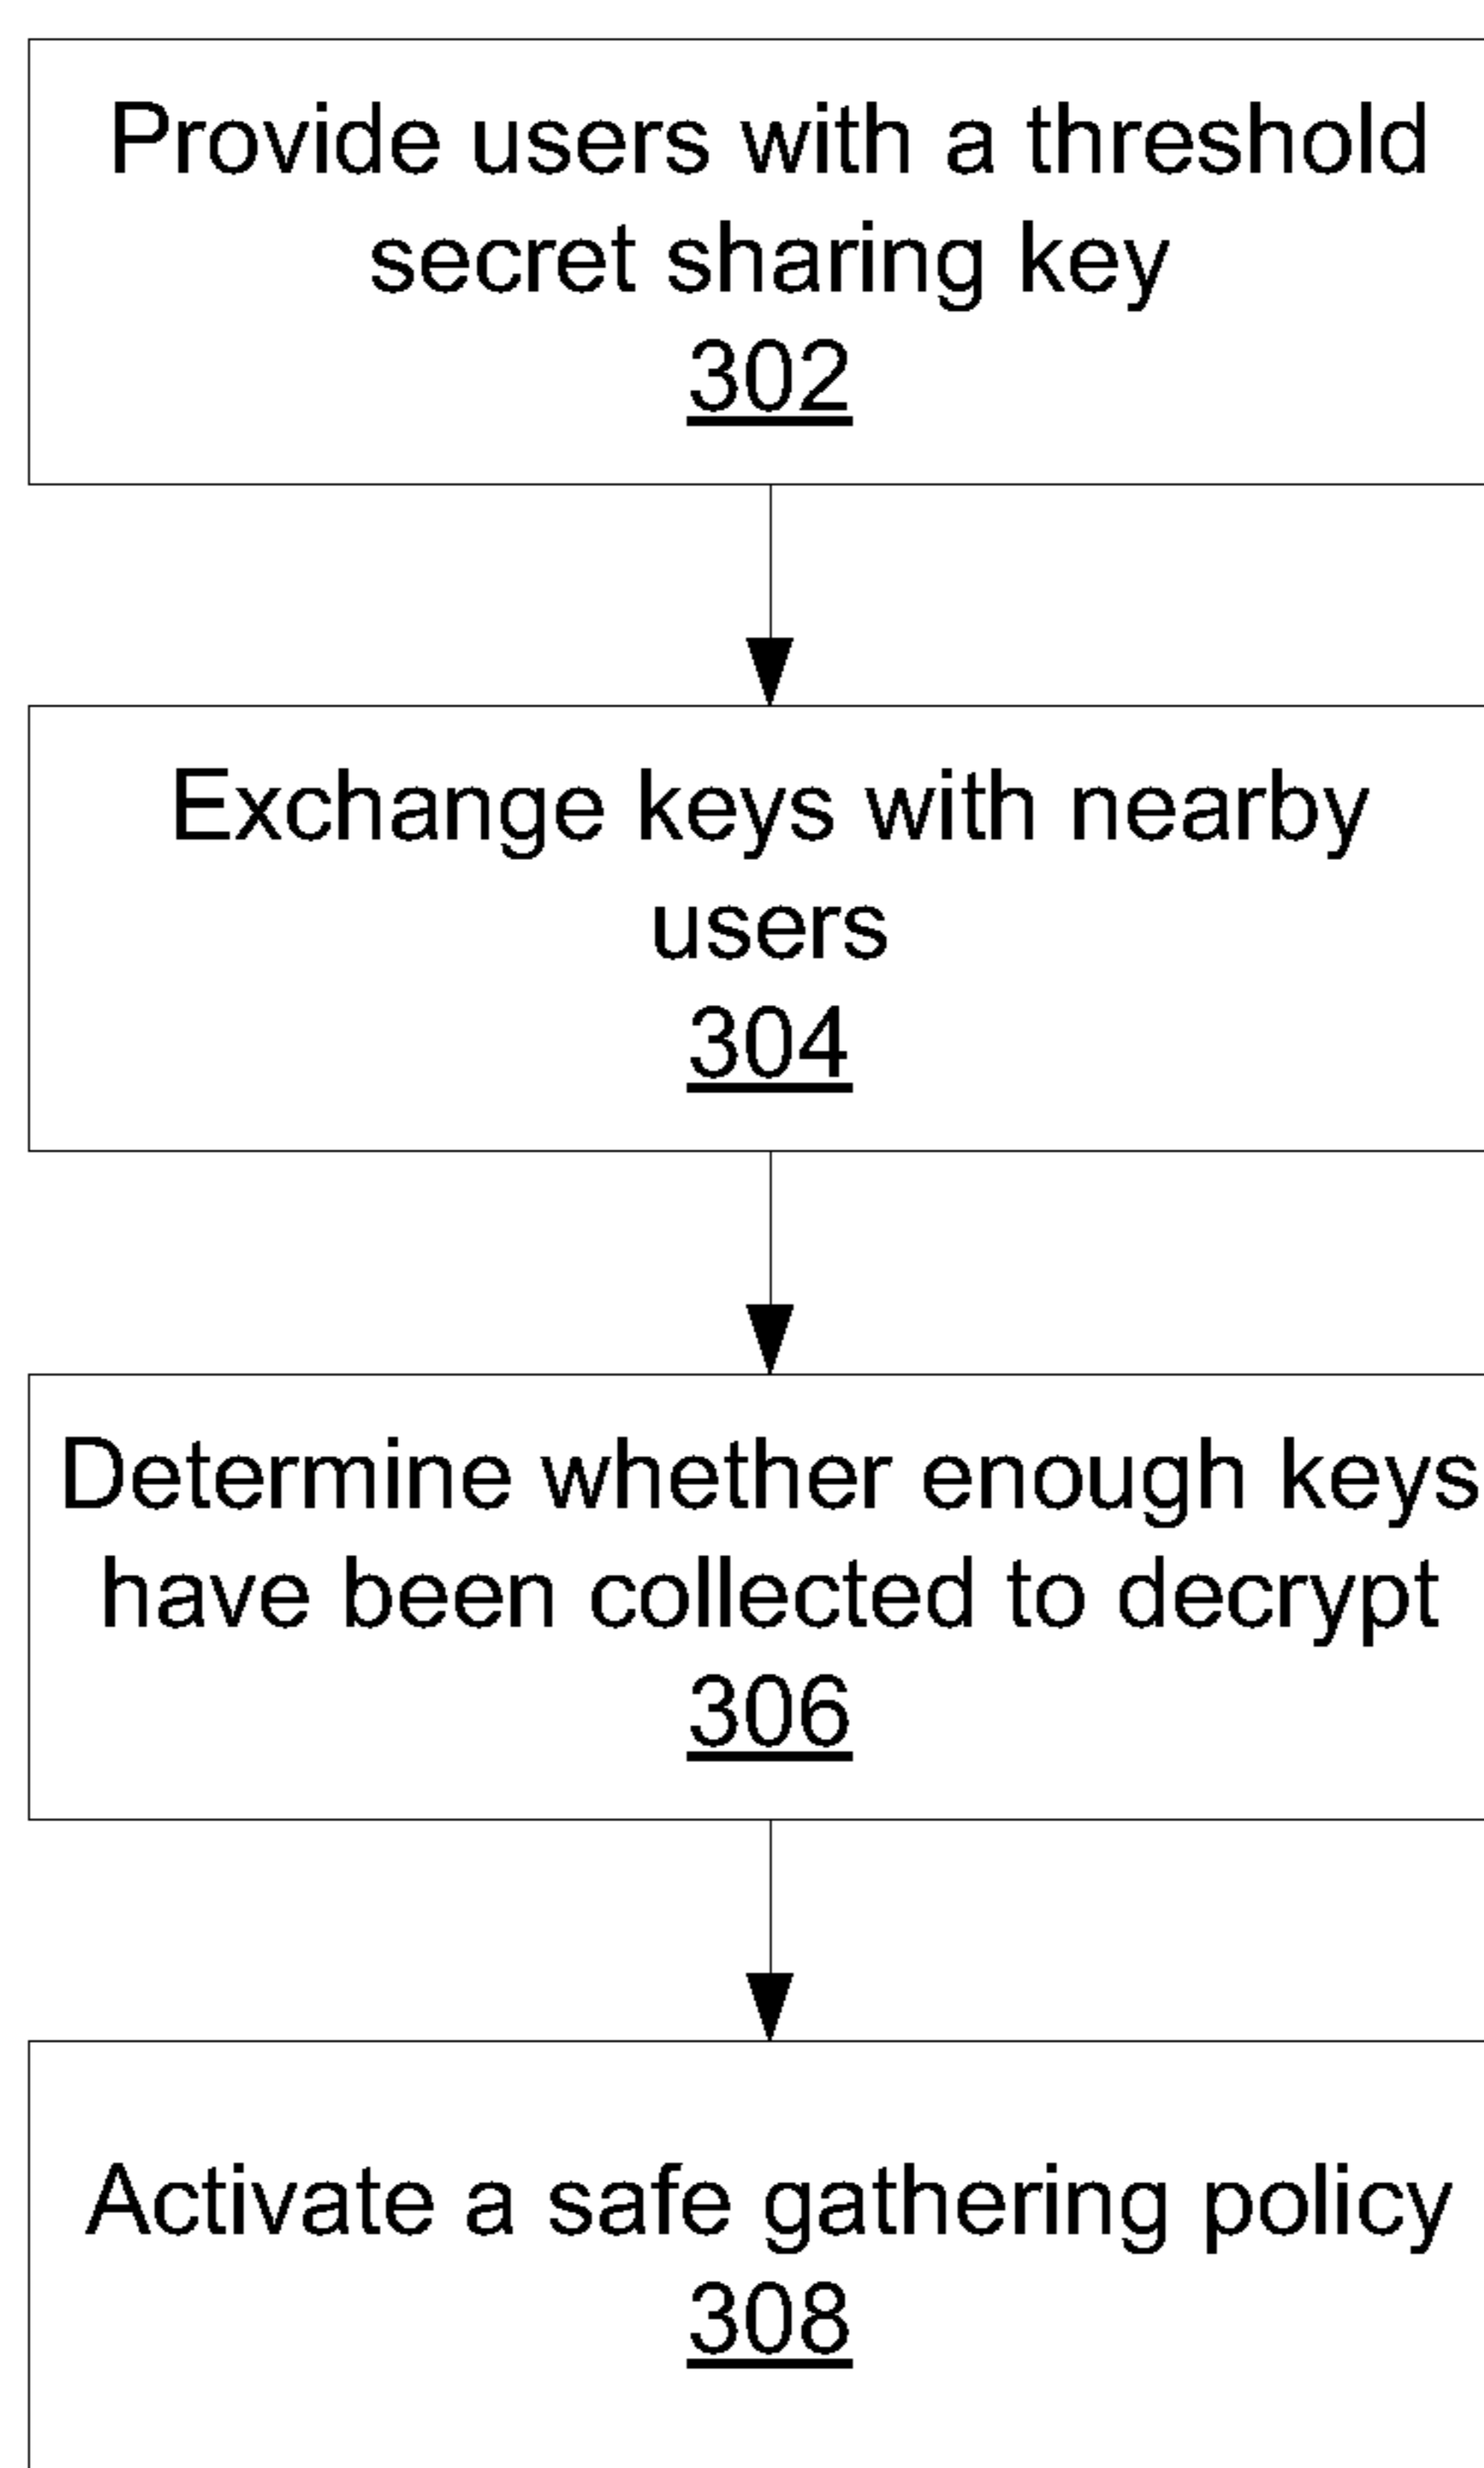 Provide users with a threshold
secret sharing key
302
Exchange keys with nearby
users
304
Determine whether enough keys
have been collected to decrypt
306
Activate a safe gathering policy
308